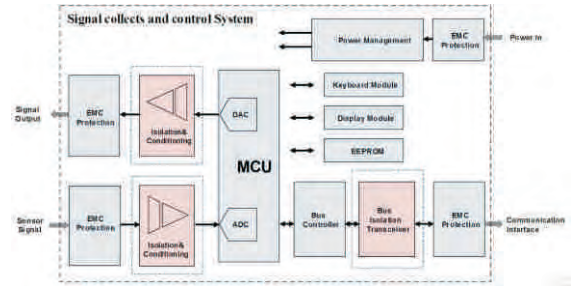 Signal collects and control System
Power Management
EMC
Protection
Power In
Keyboard Module
Display Module
EEPROM
Signal
Output
EMC
Protection
Isolation&
Conditioning
DAC
MCU
Sensor
Signal
EMC
Protection
Isolation&
Conditioning
ADC
Bus
Controller
Bus
Isolation
Transceiver
EMC
Protection
Communication
Interface